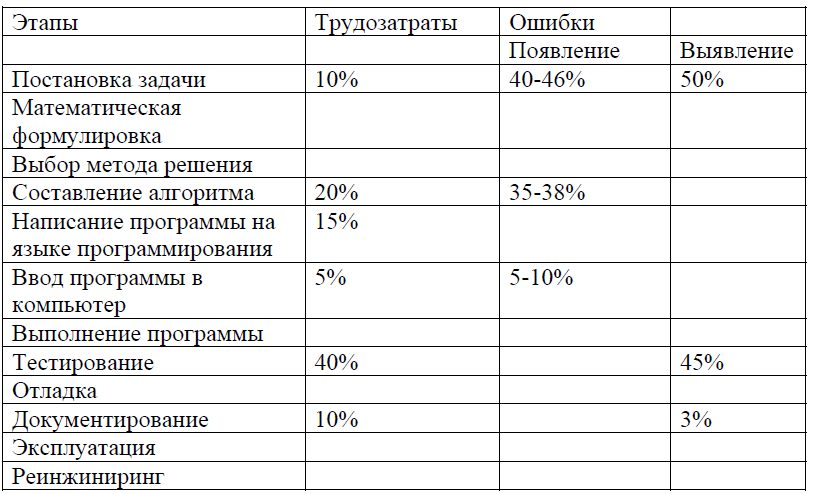 Этапы Трудозатраты Ошибки
Появление Выявление
Постановка задачи 10% 40-46% 50%
Математическая
формулировка
Выбор метода решения
Составление алгоритма 20% 35-38%
Написание программы на 15%
языке программирования
Ввод программы в 5% 5-10%
компьютер
Выполнение программы
Тестирование 40% 45%
Отладка
Документирование 10% 3%
Эксплуатация
Реинжиниринг